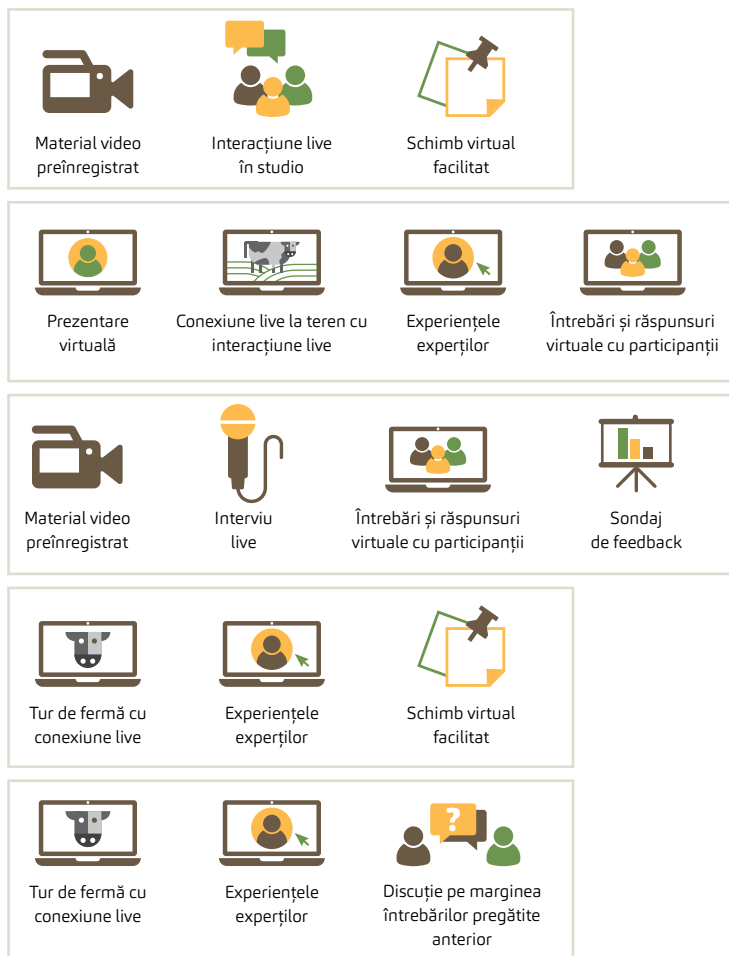 Material video
preînregistrat
Interacțiune live
în studio
Schimb virtual
facilitat
Prezentare
virtuală
Conexiune live la teren cu
interacțiune live
Experiențele
experților
Întrebări și răspunsuri
virtuale cu participanții
Material video
preînregistrat
Interviu
live
Întrebări și răspunsuri
virtuale cu participanții
Sondaj
de feedback
Tur de fermă cu
conexiune live
Experiențele
experților
Schimb virtual
facilitat
Tur de fermă cu
conexiune live
Experiențele
experților
?
Discuție pe marginea
întrebărilor pregătite
anterior